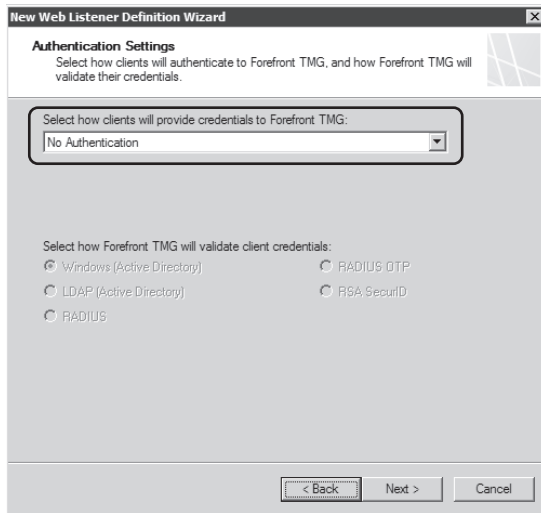 New Web Listener Definition Wizard
Authentication Settings
Select how clients will authenticate to Forefront TMG, and how Forefront TMG will
validate their credentials.
Select how clients will provide credentials to Forefront TMG:
No Authentication
Select how Forefront TMG will validate client credentials:
Windows (Active Directory)
RADIUS OTP
LDAP (Active Directory)
RSA SecurID
RADIUS
< Back
Next >
Cancel